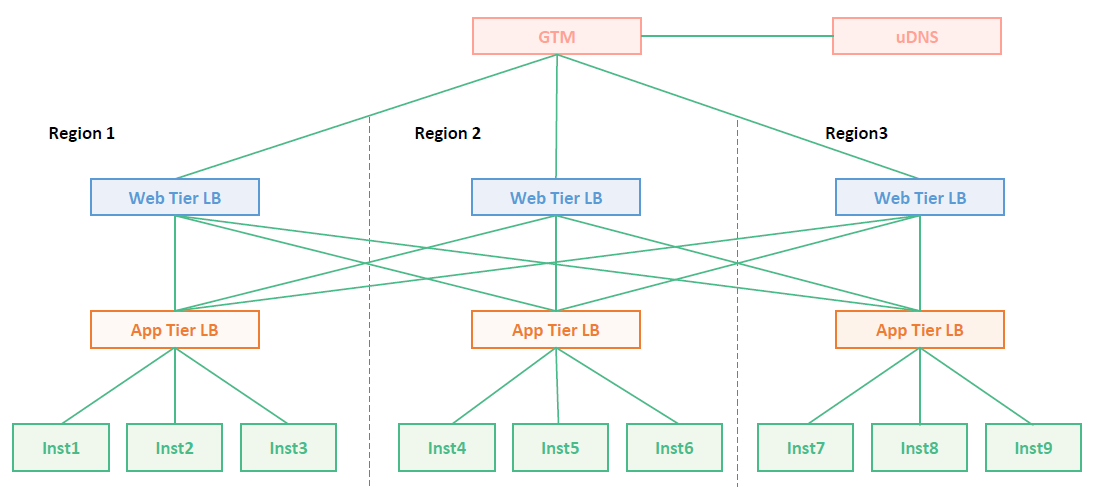 GTM
uDNS
Region 1
Region 2
Region3
Web Tier LB
Web Tier LB
Web Tier LB
App Tier LB
App Tier LB
App Tier LB
Inst1
Inst2
Inst3
Inst4
Inst5
Inst6
Inst7
Inst8
Inst9